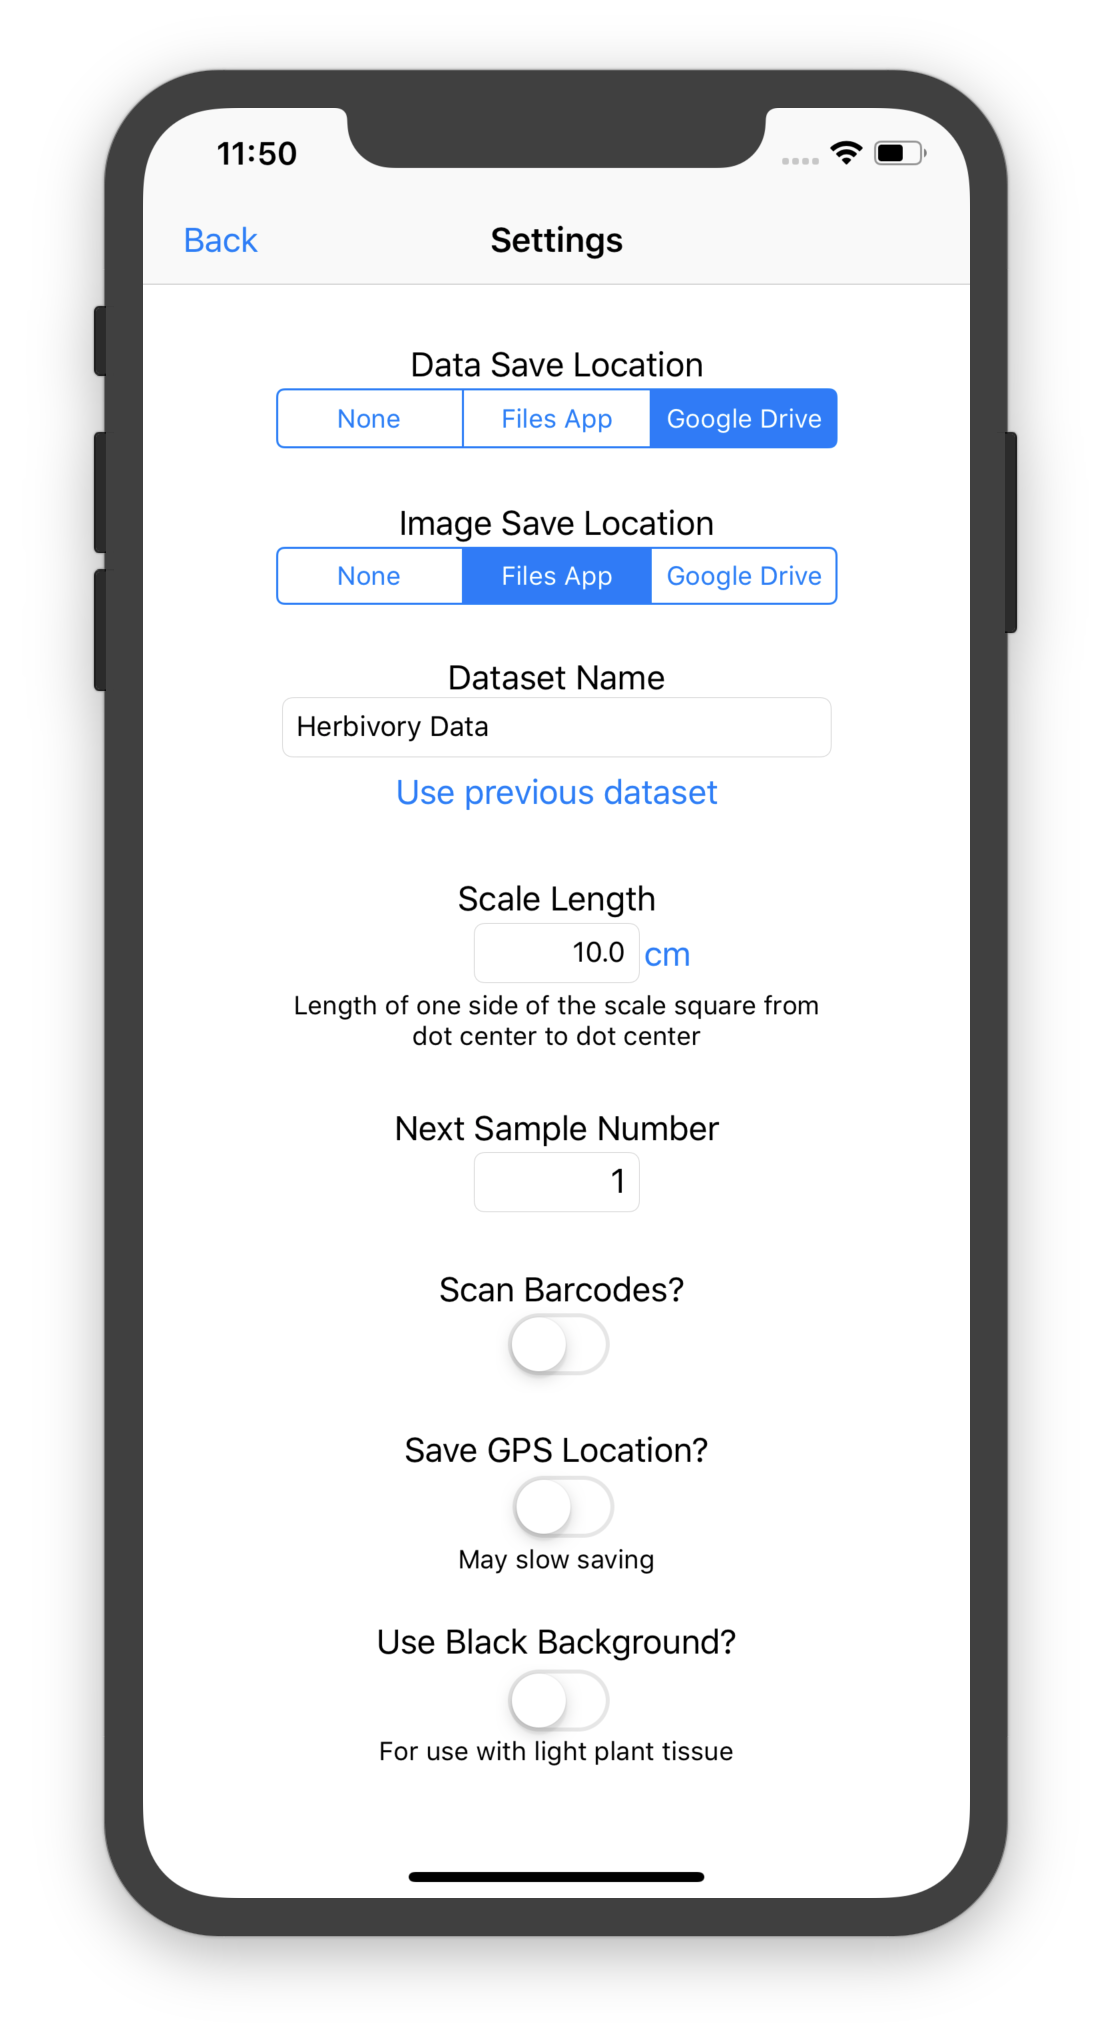 11:50
Back
Settings
Data Save Location
None
Files App
Google Drive
Image Save Location
None
Files App
Google Drive
Dataset Name
Herbivory Data
Use previous dataset
Scale Length
10.0 cm
Length of one side of the scale square from
dot center to dot center
Next Sample Number
1
Scan Barcodes?
Save GPS Location?
May slow saving
Use Black Background?
For use with light plant tissue